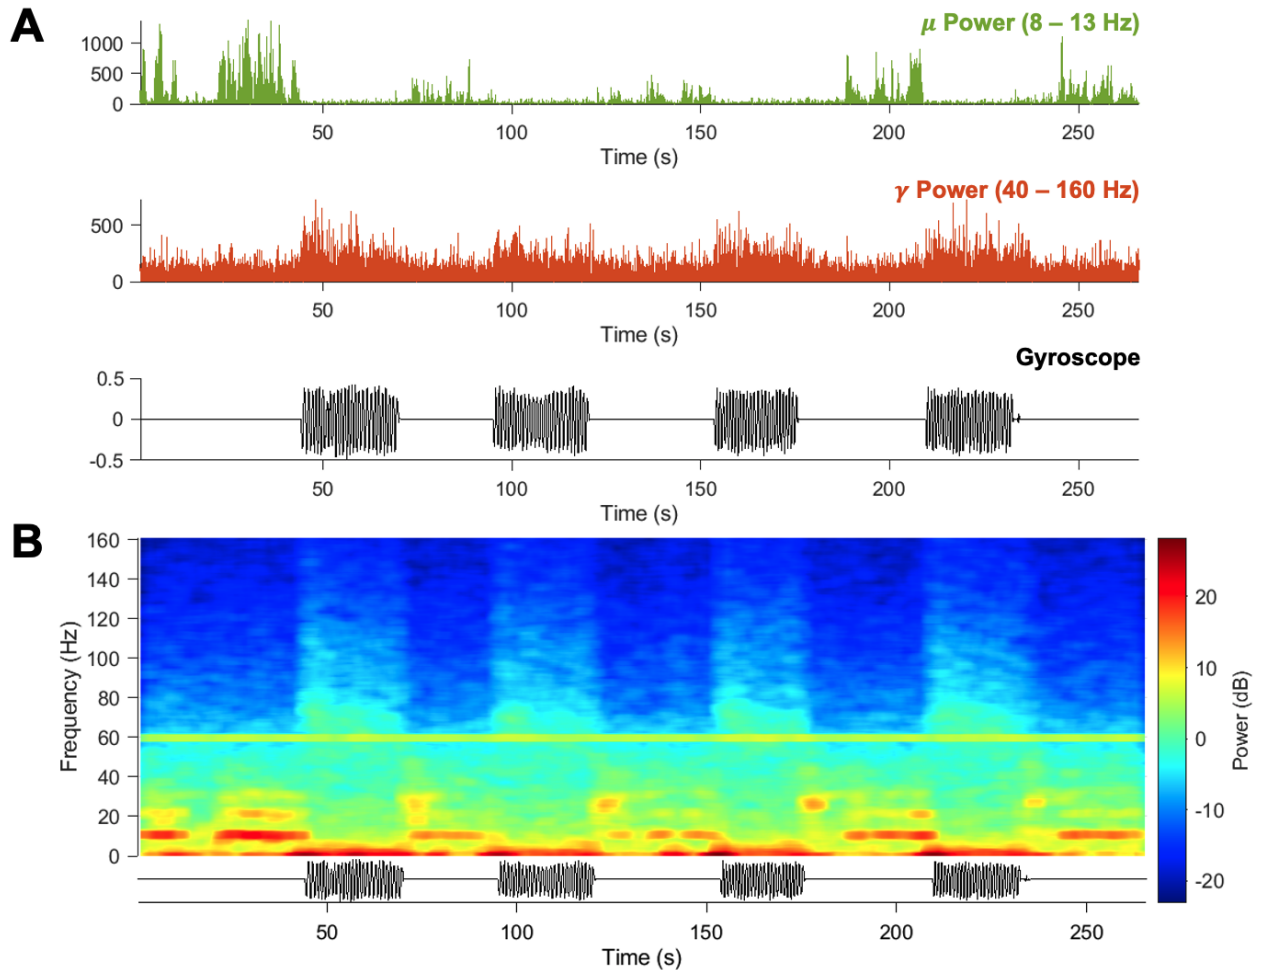 A
μ Power (8 – 13 Hz)
1000
500
0
50 100 150 200 250
Time (s)
γ Power (40 – 160 Hz)
500
0
50 100 150 200 250
Time (s)
Gyroscope
0.5
0
-0.5
50 100 150 200 250
Time (s)
B
160
140
120
100
80
60
40
20
0
Frequency (Hz)
50 100 150 200 250
Time (s)
20
10
0
-10
-20
Power (dB)